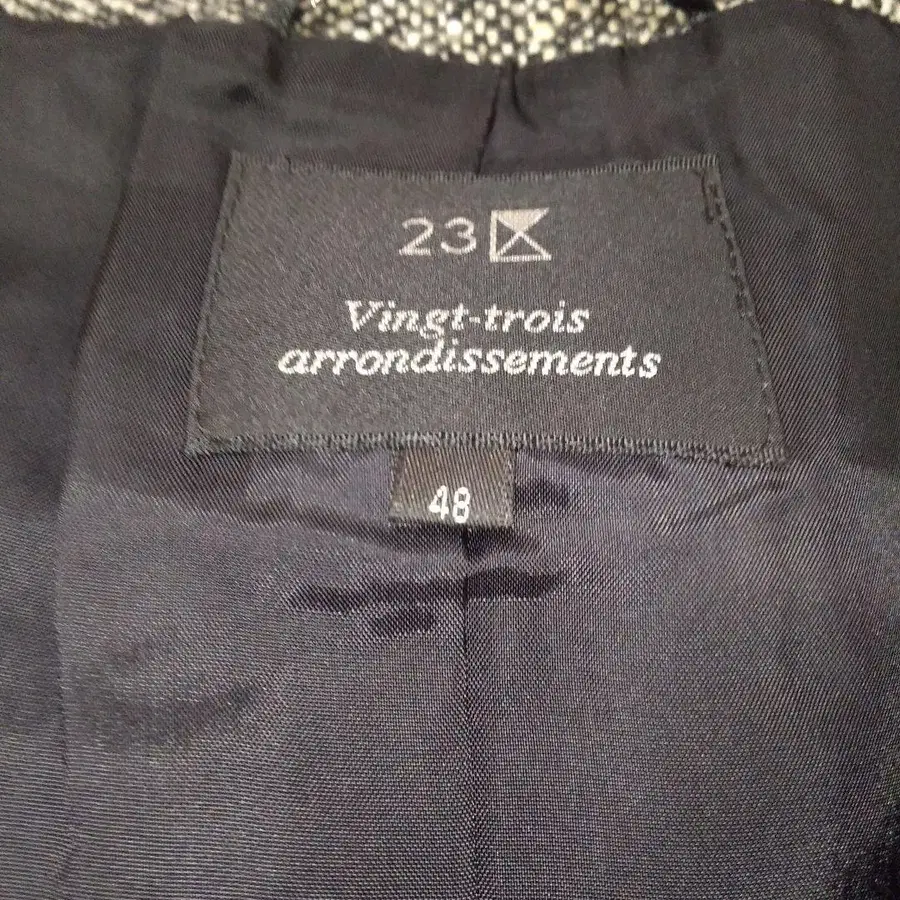 23
Vingt-trois
arrondissements
48